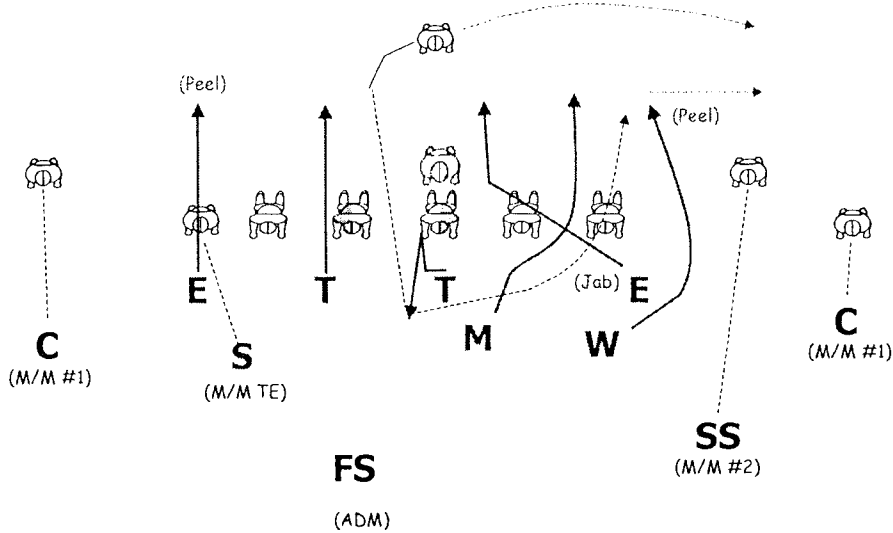 (Peel)
(Peel)
E
T
T
(Jab)
E
M
W
C
(M/M #1)
S
(M/M TE)
C
(M/M #1)
SS
(M/M #2)
FS
(ADM)